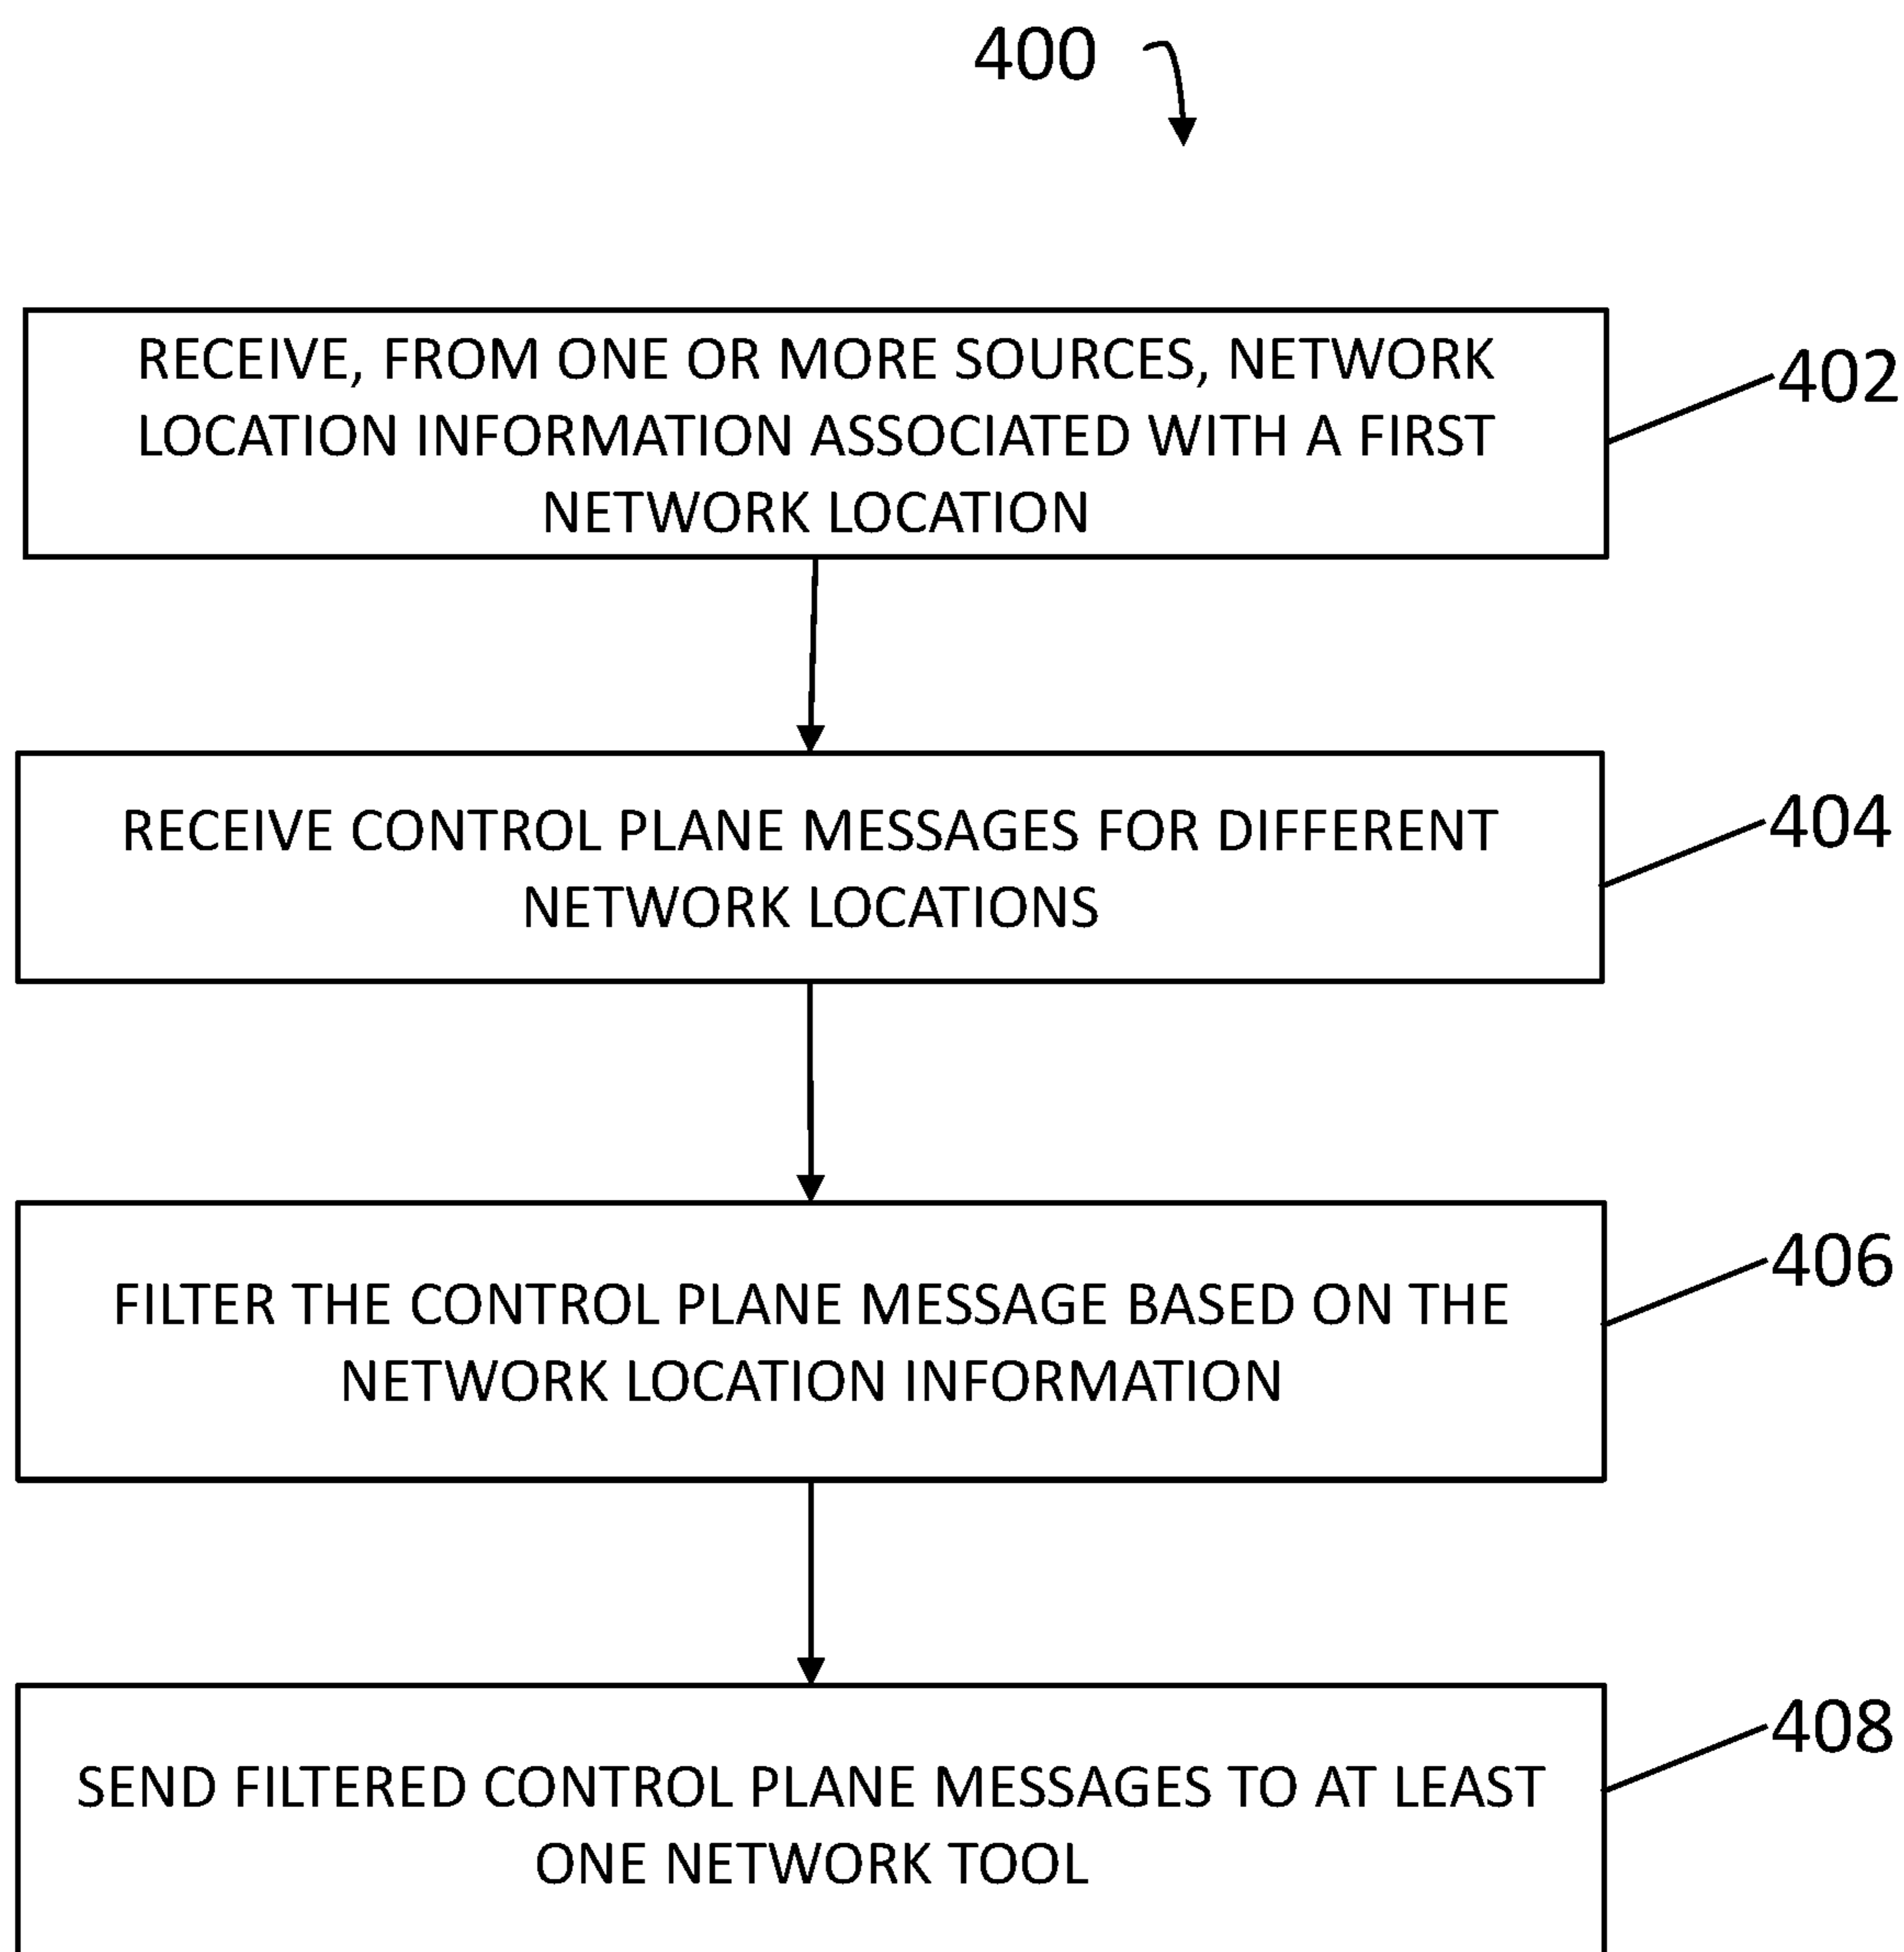 400
RECEIVE, FROM ONE OR MORE SOURCES, NETWORK
LOCATION INFORMATION ASSOCIATED WITH A FIRST
NETWORK LOCATION
402
RECEIVE CONTROL PLANE MESSAGES FOR DIFFERENT
NETWORK LOCATIONS
404
FILTER THE CONTROL PLANE MESSAGE BASED ON THE
NETWORK LOCATION INFORMATION
406
SEND FILTERED CONTROL PLANE MESSAGES TO AT LEAST
ONE NETWORK TOOL
408